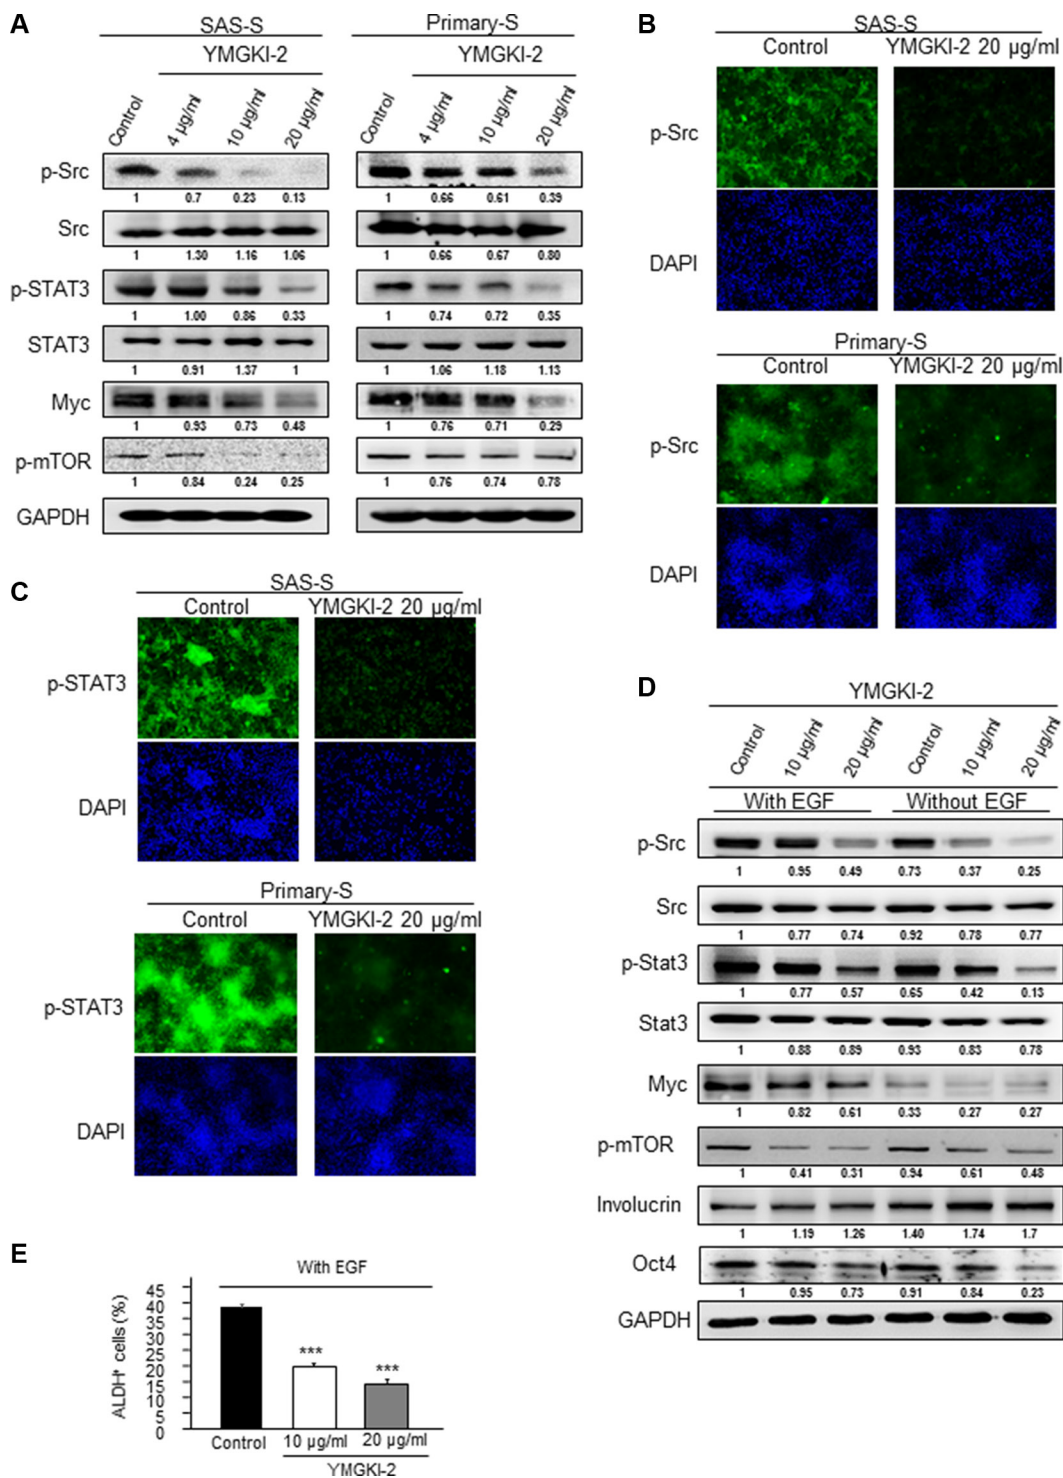 A
SAS-S
Primary-S
YMGKI-2
YMGKI-2
Control
4 µg/ml
10 µg/ml
20 µg/ml
Control
4 µg/ml
10 µg/ml
20 µg/ml
p-Src
1 0.7 0.23 0.13
1 0.66 0.61 0.39
Src
1 1.30 1.16 1.06
1 0.66 0.67 0.80
p-STAT3
1 1.00 0.86 0.33
1 0.74 0.72 0.35
STAT3
1 0.91 1.37 1
1 1.06 1.18 1.13
Myc
1 0.93 0.73 0.48
1 0.76 0.71 0.29
p-mTOR
1 0.84 0.24 0.25
1 0.76 0.74 0.78
GAPDH
B
SAS-S
Control YMGKI-2 20 µg/ml
p-Src
DAPI
Primary-S
Control YMGKI-2 20 µg/ml
p-Src
DAPI
C
SAS-S
Control YMGKI-2 20 µg/ml
p-STAT3
DAPI
Primary-S
Control YMGKI-2 20 µg/ml
p-STAT3
DAPI
D
YMGKI-2
Control
10 µg/ml
20 µg/ml
Control
10 µg/ml
20 µg/ml
With EGF Without EGF
p-Src
1 0.95 0.49 0.73 0.37 0.25
Src
1 0.77 0.74 0.92 0.78 0.77
p-Stat3
1 0.77 0.57 0.65 0.42 0.13
Stat3
1 0.88 0.89 0.93 0.83 0.78
Myc
1 0.82 0.61 0.33 0.27 0.27
p-mTOR
1 0.41 0.31 0.94 0.61 0.48
Involucrin
1 1.19 1.26 1.40 1.74 1.7
Oct4
1 0.95 0.73 0.91 0.84 0.23
GAPDH
E
With EGF
ALDH⁺ cells (%)
45
40
35
30
25
20
15
10
5
0
***
***
Control 10 µg/ml 20 µg/ml
YMGKI-2